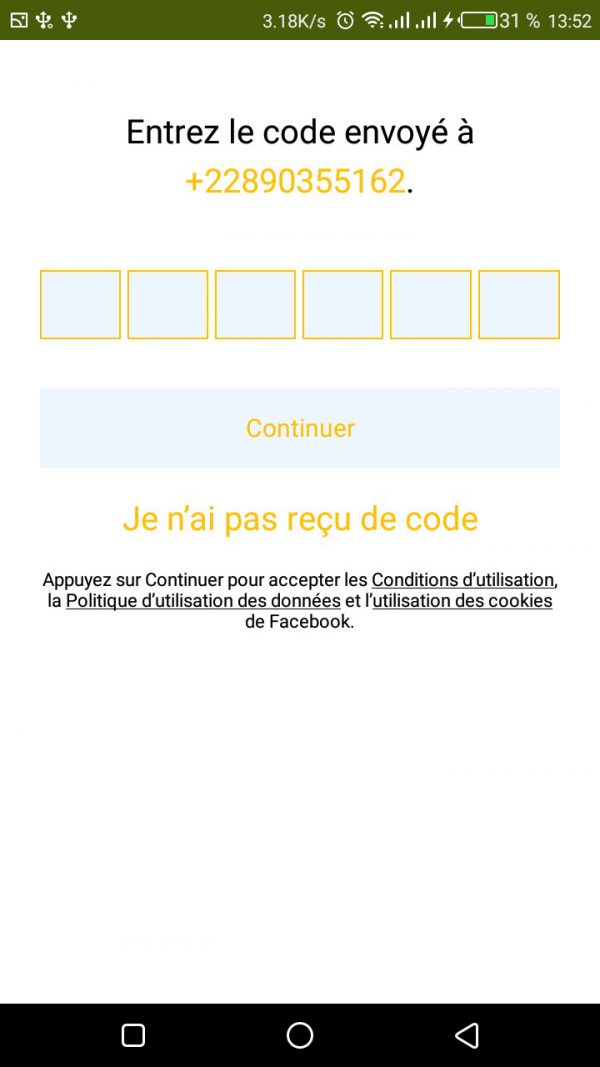 3.18K/s 31 % 13:52
Entrez le code envoyé à
+22890355162.
Continuer
Je n’ai pas reçu de code
Appuyez sur Continuer pour accepter les Conditions d’utilisation,
la Politique d’utilisation des données et l’utilisation des cookies
de Facebook.